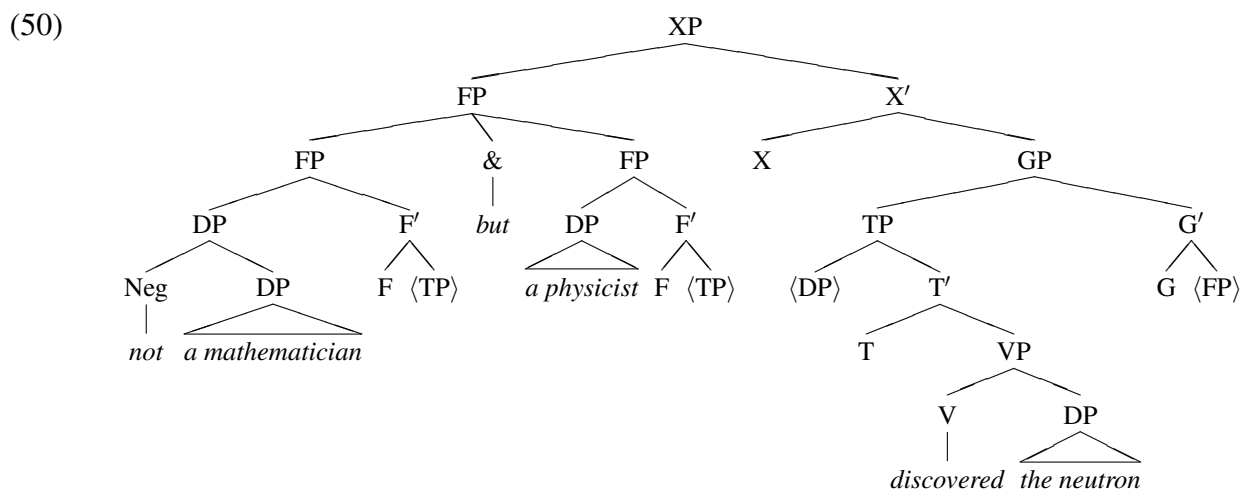 (50) XP
FP X′
FP & FP X GP
DP F′ but DP F′ TP G′
Neg DP F ⟨TP⟩ a physicist F ⟨TP⟩ ⟨DP⟩ T′ G ⟨FP⟩
not a mathematician T VP
V DP
discovered the neutron